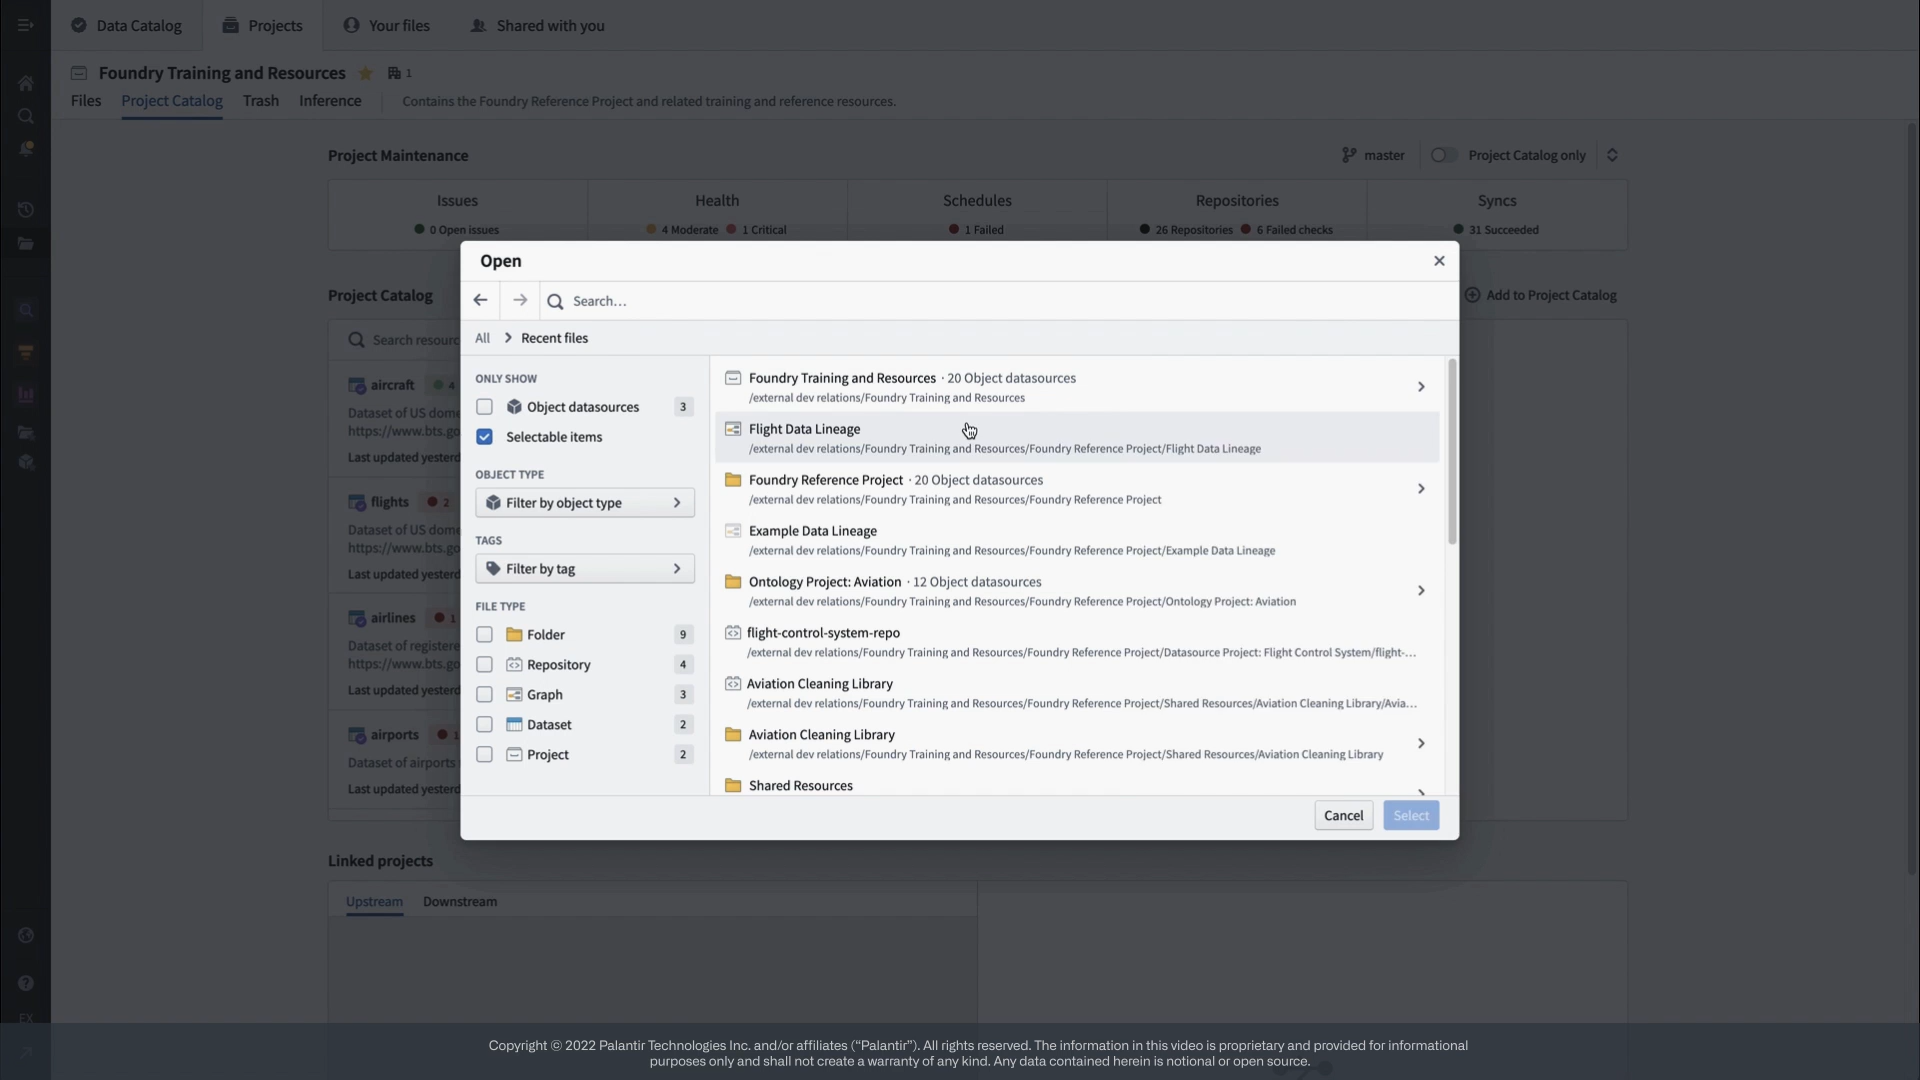 Data Catalog
Projects
Your files
Shared with you
Foundry Training and Resources
1
Files
Project Catalog
Trash
Inference
Contains the Foundry Reference Project and related training and reference resources.
Project Maintenance
master
Project Catalog only
Issues
Health
Schedules
Repositories
Syncs
0 Open issues
4 Moderate
1 Critical
1 Failed
26 Repositories
6 Failed checks
31 Succeeded
Project Catalog
Add to Project Catalog
Search resourc
aircraft
4
Dataset of US dome
https://www.bts.go
Last updated yesterd
flights
2
Dataset of US dome
https://www.bts.go
Last updated yesterd
airlines
1
Dataset of registere
https://www.bts.go
Last updated yesterd
airports
1
Dataset of airports
Last updated yesterd
Open
Search...
All
Recent files
ONLY SHOW
Object datasources
3
Selectable items
OBJECT TYPE
Filter by object type
TAGS
Filter by tag
FILE TYPE
Folder
9
Repository
4
Graph
3
Dataset
2
Project
2
Foundry Training and Resources · 20 Object datasources
/external dev relations/Foundry Training and Resources
Flight Data Lineage
/external dev relations/Foundry Training and Resources/Foundry Reference Project/Flight Data Lineage
Foundry Reference Project · 20 Object datasources
/external dev relations/Foundry Training and Resources/Foundry Reference Project
Example Data Lineage
/external dev relations/Foundry Training and Resources/Foundry Reference Project/Example Data Lineage
Ontology Project: Aviation · 12 Object datasources
/external dev relations/Foundry Training and Resources/Foundry Reference Project/Ontology Project: Aviation
flight-control-system-repo
/external dev relations/Foundry Training and Resources/Foundry Reference Project/Datasource Project: Flight Control System/flight-...
Aviation Cleaning Library
/external dev relations/Foundry Training and Resources/Foundry Reference Project/Shared Resources/Aviation Cleaning Library/Avia...
Aviation Cleaning Library
/external dev relations/Foundry Training and Resources/Foundry Reference Project/Shared Resources/Aviation Cleaning Library
Shared Resources
Cancel
Select
Linked projects
Upstream
Downstream
EX
Copyright © 2022 Palantir Technologies Inc. and/or affiliates (“Palantir”). All rights reserved. The information in this video is proprietary and provided for informational
purposes only and shall not create a warranty of any kind. Any data contained herein is notional or open source.